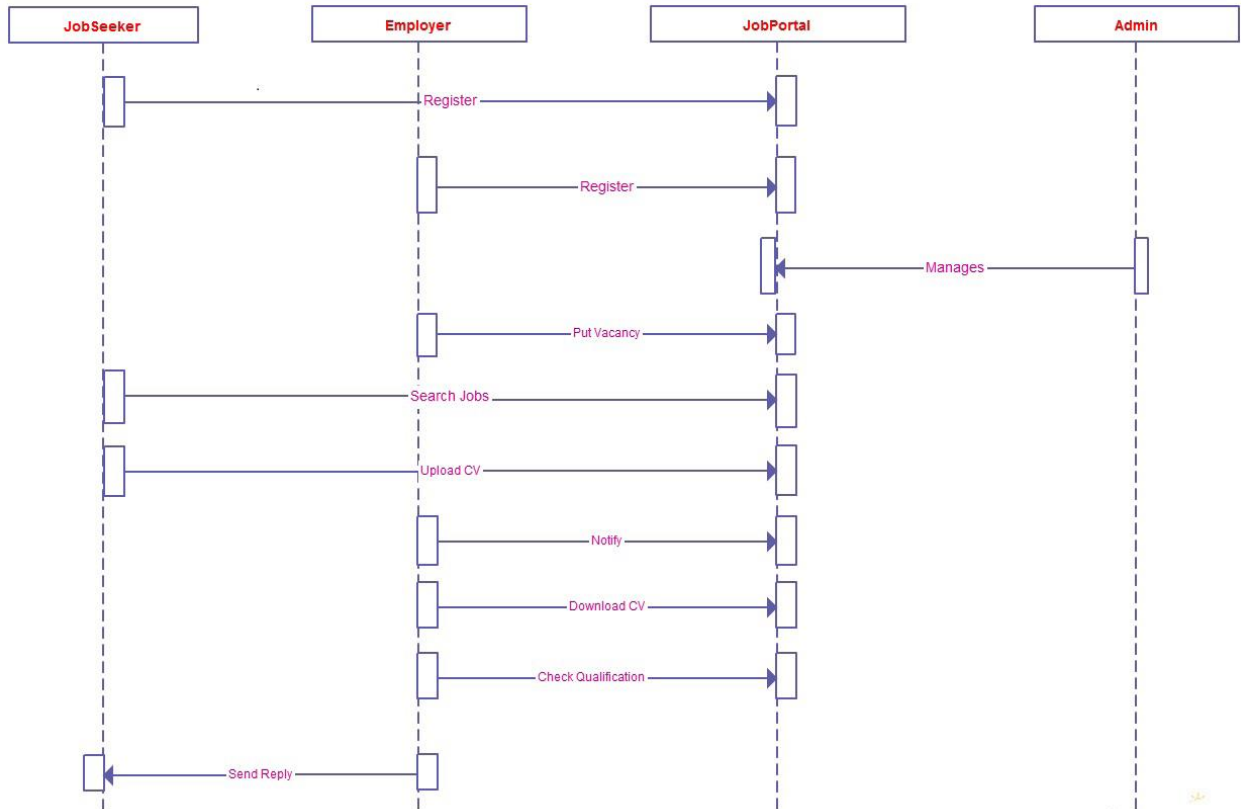 JobSeeker
Employer
JobPortal
Admin
Register
Register
Manages
Put Vacancy
Search Jobs
Upload CV
Notify
Download CV
Check Qualification
Send Reply